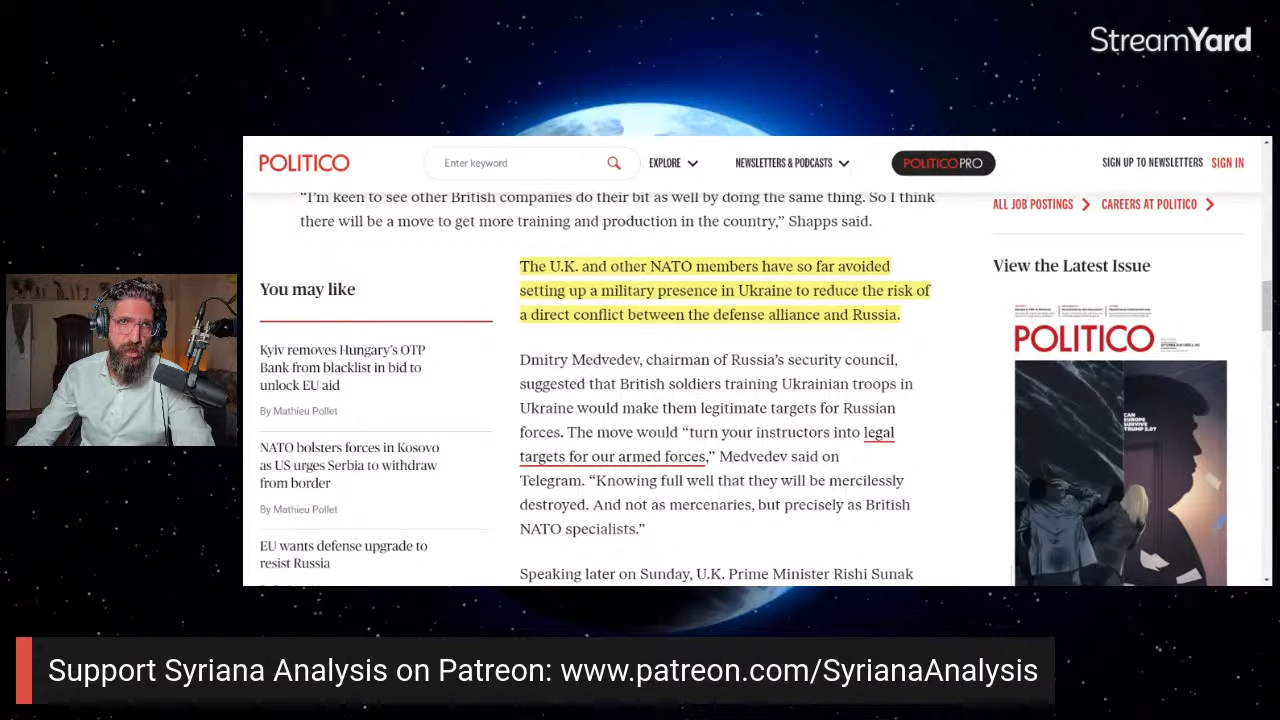 StreamYard
POLITICO
Enter keyword
EXPLORE
NEWSLETTERS & PODCASTS
POLITICO PRO
SIGN UP TO NEWSLETTERS
SIGN IN
“I’m keen to see other British companies do their bit as well by doing the same thing. So I think
there will be a move to get more training and production in the country,” Shapps said.
You may like
Kyiv removes Hungary’s OTP
Bank from blacklist in bid to
unlock EU aid
By Mathieu Pollet
NATO bolsters forces in Kosovo
as US urges Serbia to withdraw
from border
By Mathieu Pollet
EU wants defense upgrade to
resist Russia
The U.K. and other NATO members have so far avoided
setting up a military presence in Ukraine to reduce the risk of
a direct conflict between the defense alliance and Russia.
Dmitry Medvedev, chairman of Russia’s security council,
suggested that British soldiers training Ukrainian troops in
Ukraine would make them legitimate targets for Russian
forces. The move would “turn your instructors into legal
targets for our armed forces,” Medvedev said on
Telegram. “Knowing full well that they will be mercilessly
destroyed. And not as mercenaries, but precisely as British
NATO specialists.”
Speaking later on Sunday, U.K. Prime Minister Rishi Sunak
ALL JOB POSTINGS
CAREERS AT POLITICO
View the Latest Issue
POLITICO
CAN
EUROPE
SURVIVE
TRUMP 2.0?
Support Syriana Analysis on Patreon: www.patreon.com/SyrianaAnalysis